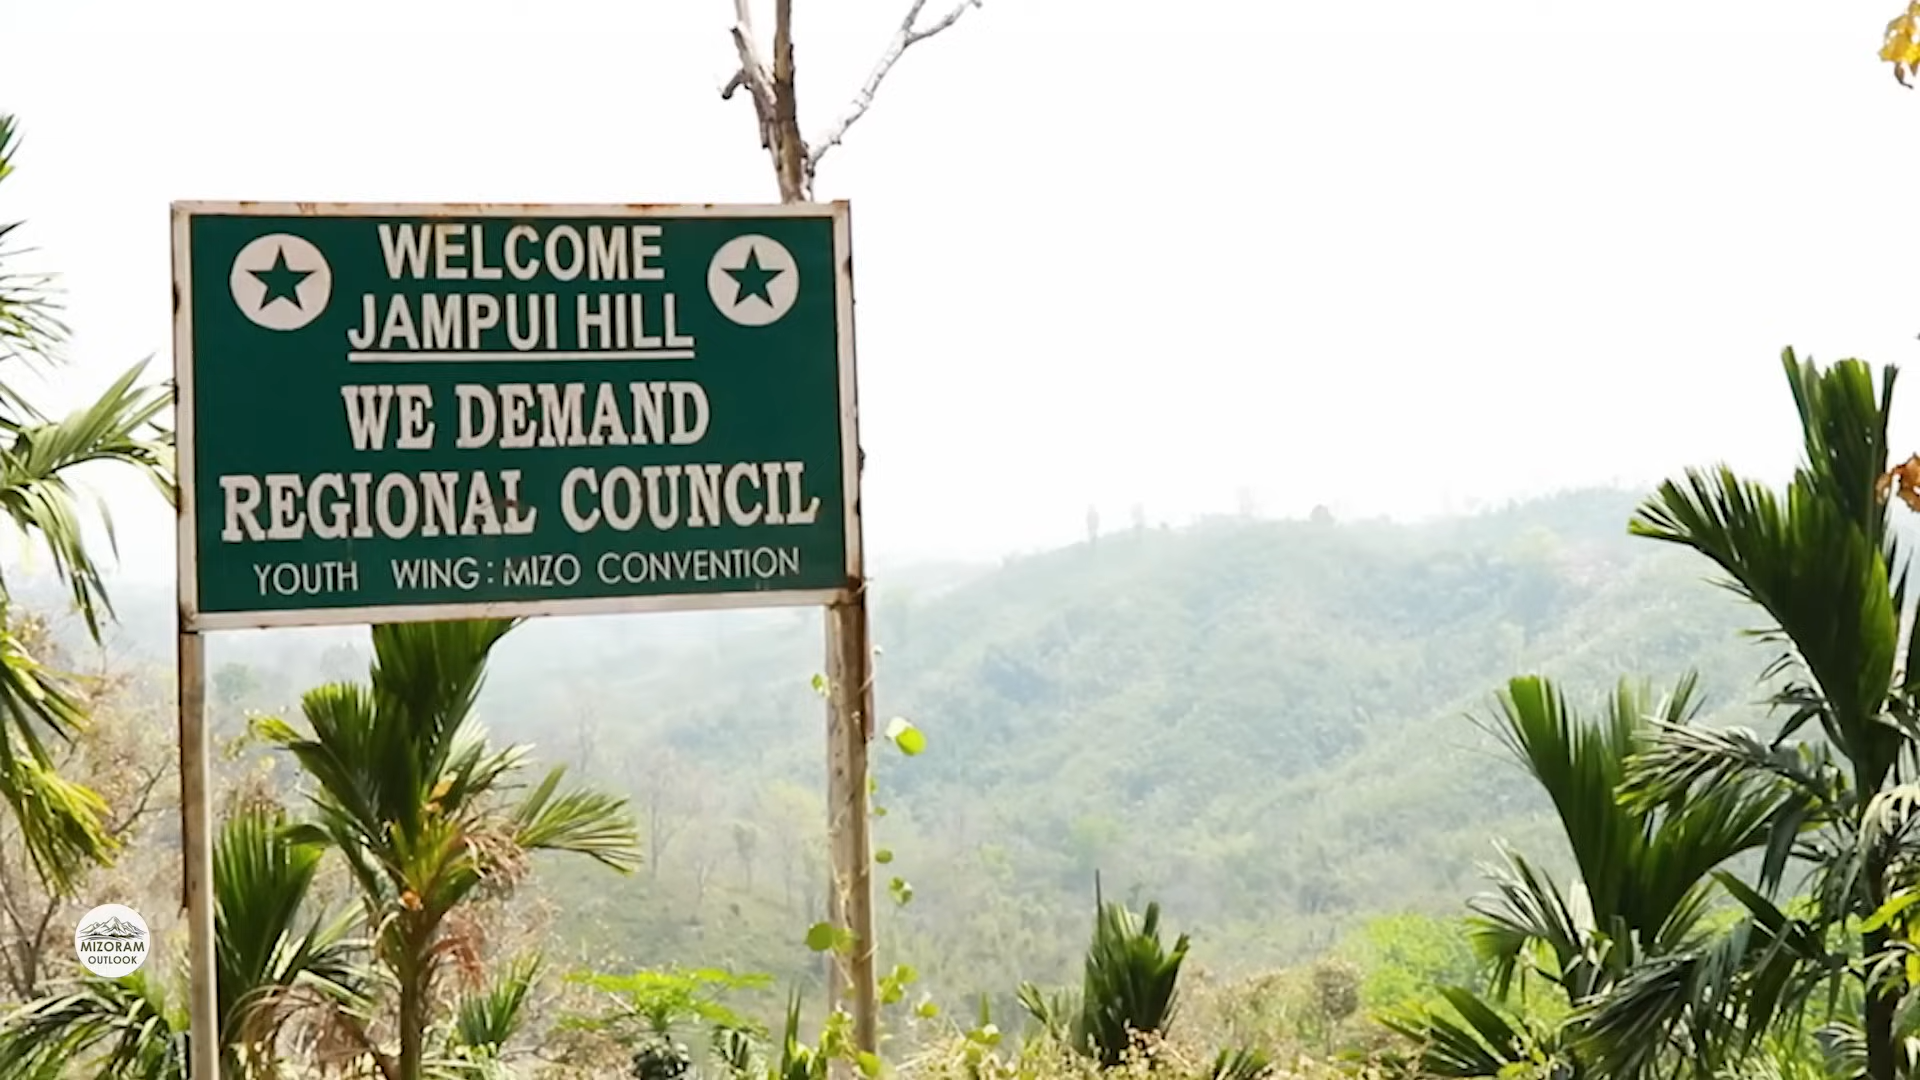 WELCOME
JAMPUI HILL
WE DEMAND
REGIONAL COUNCIL
YOUTH WING: MIZO CONVENTION
MIZORAM
OUTLOOK